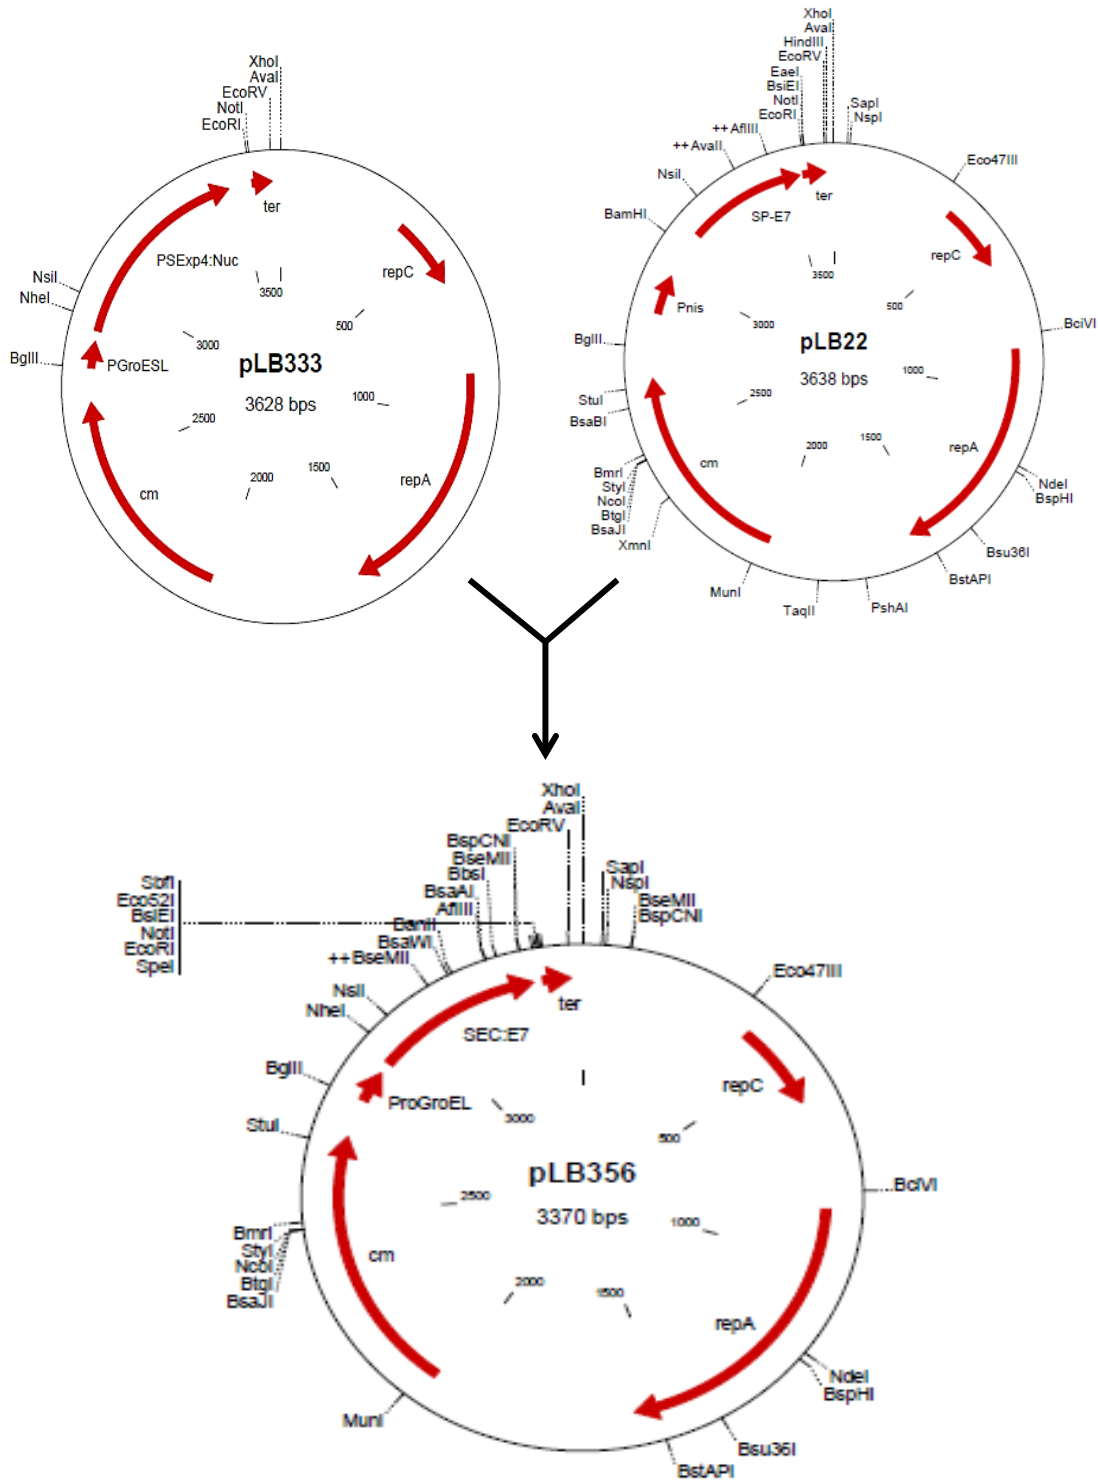 XhoI
AvaI
EcoRV
NotI
EcoRI
ter
PSExp4:Nuc
repC
NsiI
NheI
BglII
PGroESL
3500
500
3000
pLB333
3628 bps
1000
2500
1500
2000
repA
cm
XhoI
AvaI
HindIII
EcoRV
EaeI
BsiEI
NotI
EcoRI
SapI
NspI
++AflIII
++AvaII
NsiI
BamHI
Eco47III
ter
SP-E7
repC
Pnis
3500
500
3000
BciVI
BglII
pLB22
3638 bps
1000
StuI
BsaBI
2500
1500
2000
repA
cm
BmrI
StyI
NcoI
BtgI
BsaJI
XmnI
NdeI
BspHI
Bsu36I
BstAPI
MunI
TaqII
PshAI
XhoI
AvaI
EcoRV
BspCNI
BseMII
BbsI
BsaAI
AflIII
BanII
BsaWI
++BseMII
SbfI
Eco52I
BsiEI
NotI
EcoRI
SpeI
SapI
NspI
BseMII
BspCNI
NsiI
NheI
Eco47III
ter
SEC:E7
BglII
repC
ProGroEL
StuI
3000
500
pLB356
3370 bps
BciVI
2500
1000
BmrI
StyI
NcoI
BtgI
BsaJI
cm
2000
1500
repA
NdeI
BspHI
MunI
Bsu36I
BstAPI